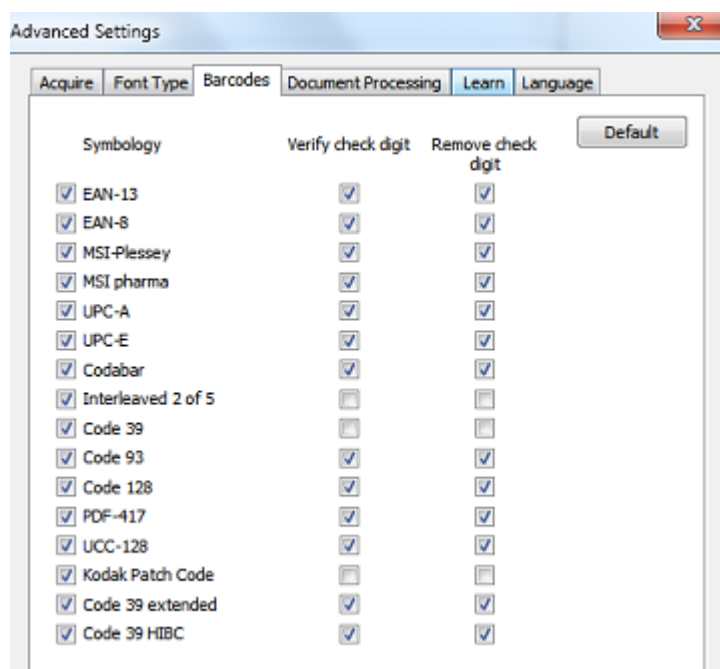 Advanced Settings
Acquire Font Type Barcodes Document Processing Learn Language
Default
Symbology Verify check digit Remove check
digit
EAN-13
EAN-8
MSI-Plessey
MSI pharma
UPC-A
UPC-E
Codabar
Interleaved 2 of 5
Code 39
Code 93
Code 128
PDF-417
UCC-128
Kodak Patch Code
Code 39 extended
Code 39 HIBC